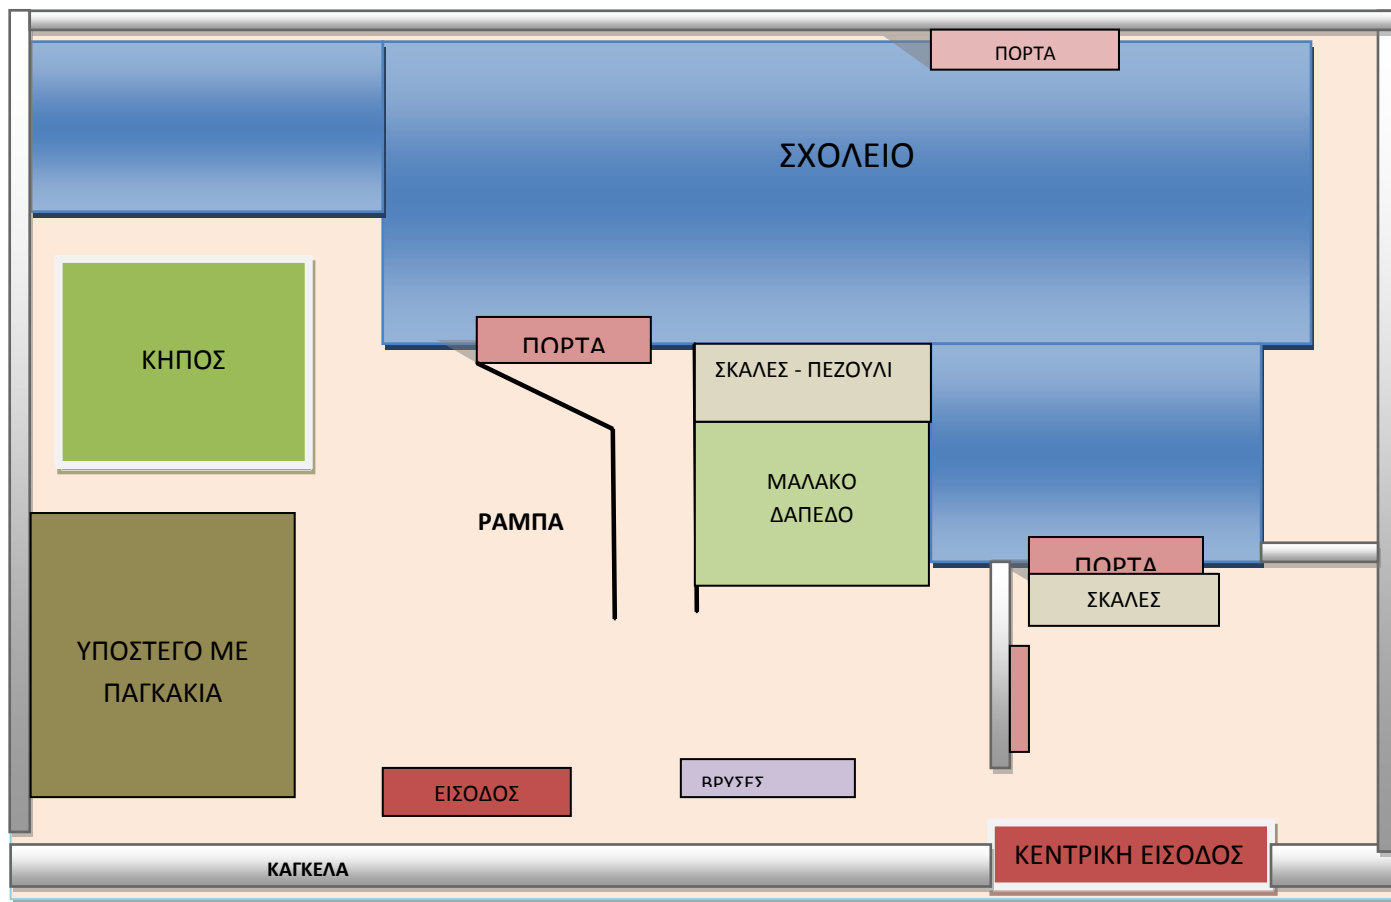 ΠΟΡΤΑ
ΣΧΟΛΕΙΟ
ΠΟΡΤΑ
ΚΗΠΟΣ
ΣΚΑΛΕΣ - ΠΕΖΟΥΛΙ
ΜΑΛΑΚΟ
ΔΑΠΕΔΟ
ΡΑΜΠΑ
ΠΟΡΤΑ
ΣΚΑΛΕΣ
ΥΠΟΣΤΕΓΟ ΜΕ
ΠΑΓΚΑΚΙΑ
ΕΙΣΟΔΟΣ
ΒΡΥΣΕΣ
ΚΕΝΤΡΙΚΗ ΕΙΣΟΔΟΣ
ΚΑΓΚΕΛΑ